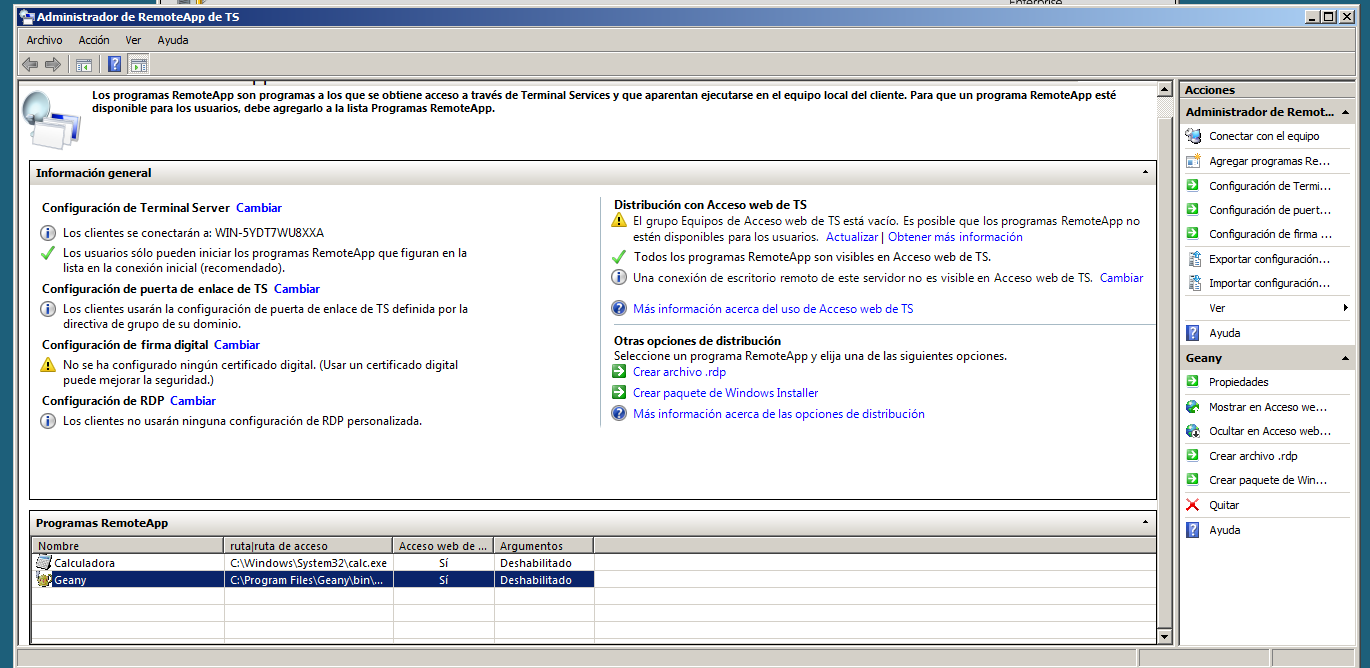 Enterprise
Administrador de RemoteApp de TS
Archivo Acción Ver Ayuda
Los programas RemoteApp son programas a los que se obtiene acceso a través de Terminal Services y que aparentan ejecutarse en el equipo local del cliente. Para que un programa RemoteApp esté
disponible para los usuarios, debe agregarlo a la lista Programas RemoteApp.
Información general
Configuración de Terminal Server Cambiar
Los clientes se conectarán a: WIN-5YDT7WU8XXA
Los usuarios sólo pueden iniciar los programas RemoteApp que figuran en la
lista en la conexión inicial (recomendado).
Configuración de puerta de enlace de TS Cambiar
Los clientes usarán la configuración de puerta de enlace de TS definida por la
directiva de grupo de su dominio.
Configuración de firma digital Cambiar
No se ha configurado ningún certificado digital. (Usar un certificado digital
puede mejorar la seguridad.)
Configuración de RDP Cambiar
Los clientes no usarán ninguna configuración de RDP personalizada.
Distribución con Acceso web de TS
El grupo Equipos de Acceso web de TS está vacío. Es posible que los programas RemoteApp no
estén disponibles para los usuarios. Actualizar | Obtener más información
Todos los programas RemoteApp son visibles en Acceso web de TS.
Una conexión de escritorio remoto de este servidor no es visible en Acceso web de TS. Cambiar
Más información acerca del uso de Acceso web de TS
Otras opciones de distribución
Seleccione un programa RemoteApp y elija una de las siguientes opciones.
Crear archivo .rdp
Crear paquete de Windows Installer
Más información acerca de las opciones de distribución
Programas RemoteApp
Nombre ruta|ruta de acceso Acceso web de ... Argumentos
Calculadora C:\Windows\System32\calc.exe Sí Deshabilitado
Geany C:\Program Files\Geany\bin\... Sí Deshabilitado
Acciones
Administrador de Remot...
Conectar con el equipo
Agregar programas Re...
Configuración de Termi...
Configuración de puert...
Configuración de firma ...
Exportar configuración...
Importar configuración...
Ver
Ayuda
Geany
Propiedades
Mostrar en Acceso we...
Ocultar en Acceso web...
Crear archivo .rdp
Crear paquete de Win...
Quitar
Ayuda